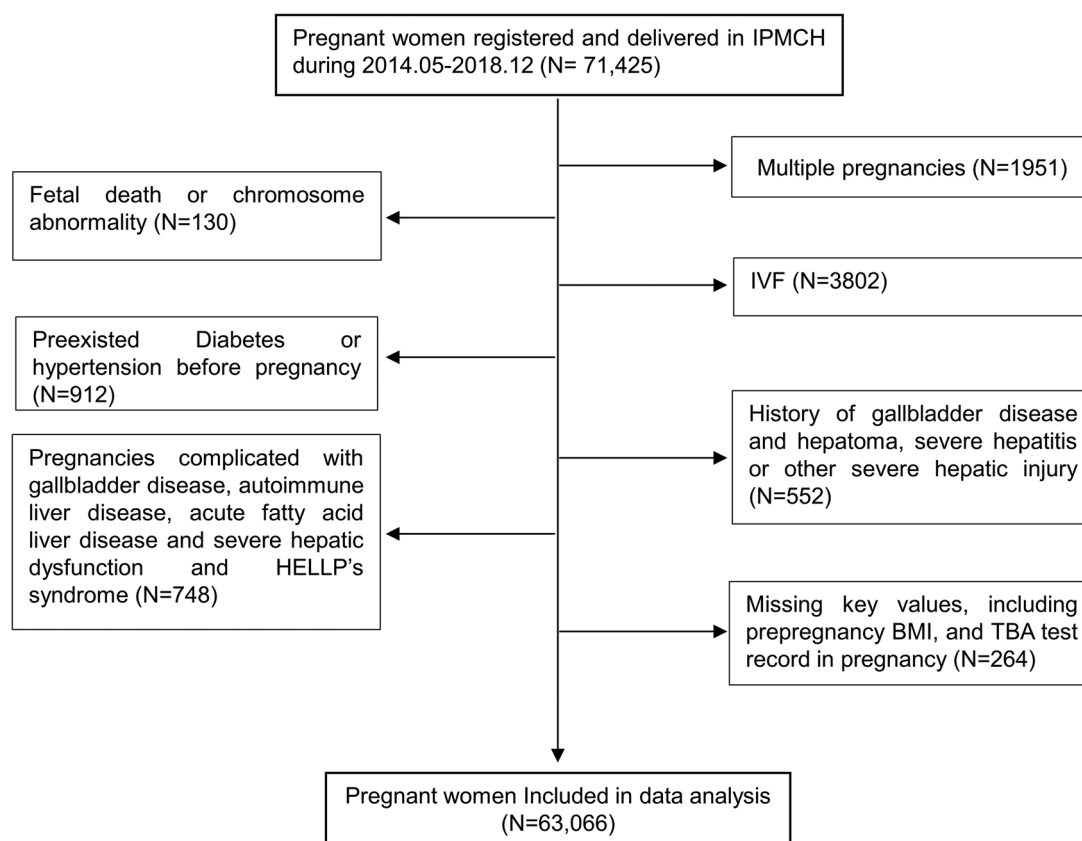 Pregnant women registered and delivered in IPMCH
during 2014.05-2018.12 (N= 71,425)
Multiple pregnancies (N=1951)
Fetal death or chromosome
abnormality (N=130)
IVF (N=3802)
Preexisted Diabetes or
hypertension before pregnancy
(N=912)
History of gallbladder disease
and hepatoma, severe hepatitis
or other severe hepatic injury
(N=552)
Pregnancies complicated with
gallbladder disease, autoimmune
liver disease, acute fatty acid
liver disease and severe hepatic
dysfunction and HELLP's
syndrome (N=748)
Missing key values, including
prepregnancy BMI, and TBA test
record in pregnancy (N=264)
Pregnant women Included in data analysis
(N=63,066)